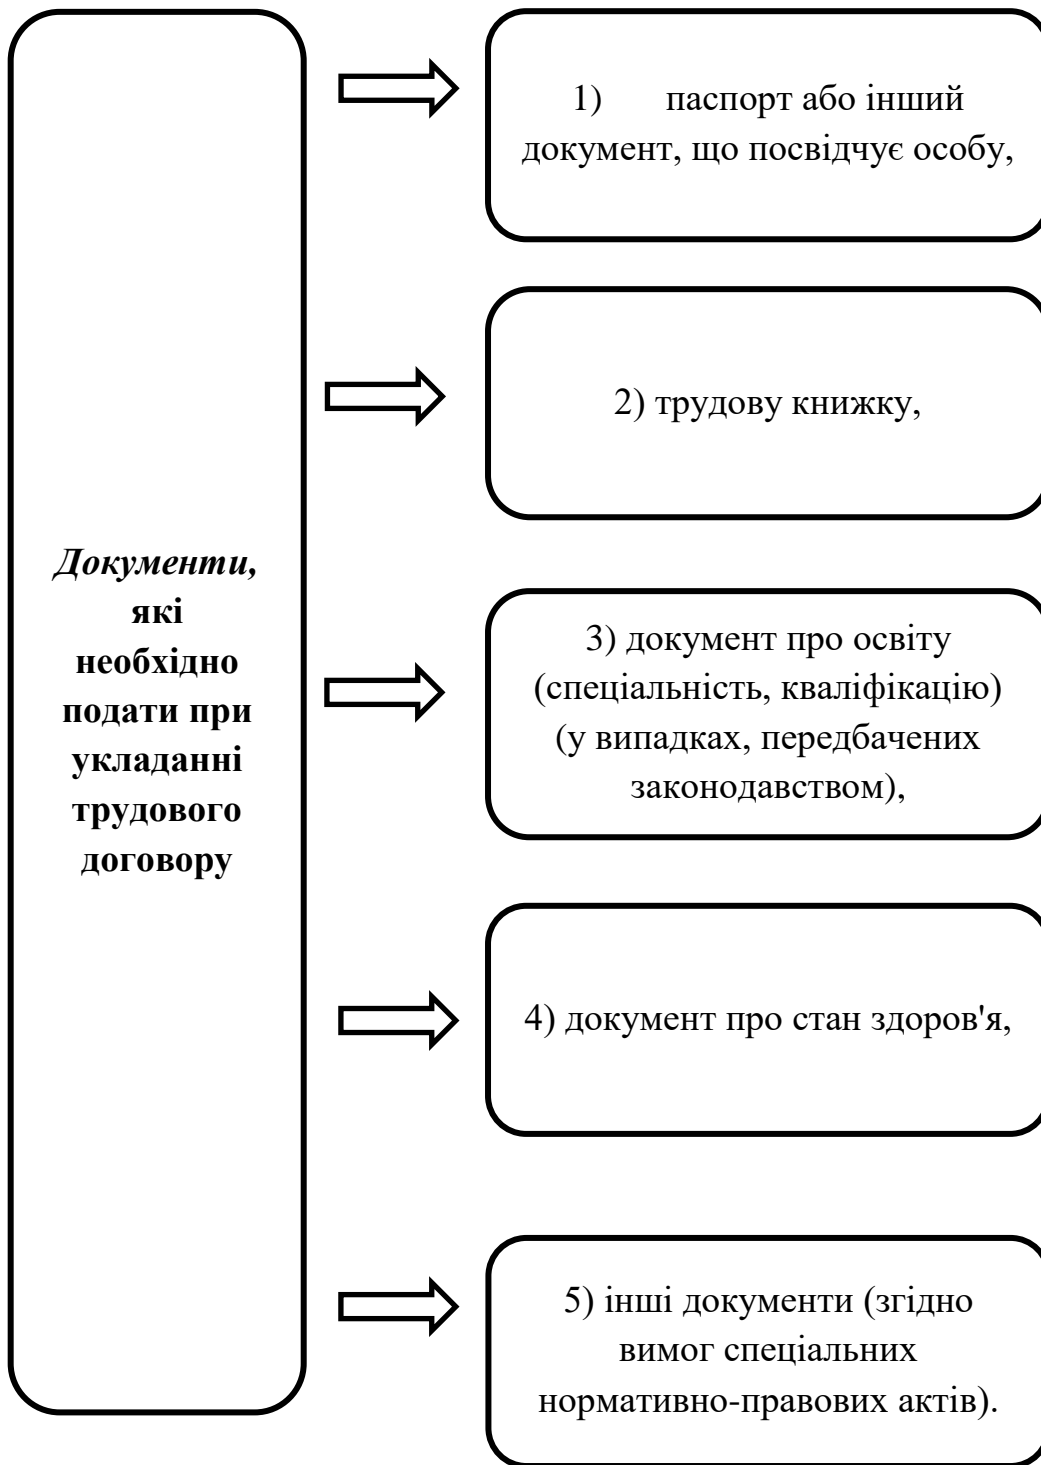 Документи,
які
необхідно
подати при
укладанні
трудового
договору
1) паспорт або інший
документ, що посвідчує особу,
2) трудову книжку,
3) документ про освіту
(спеціальність, кваліфікацію)
(у випадках, передбачених
законодавством),
4) документ про стан здоров'я,
5) інші документи (згідно
вимог спеціальних
нормативно-правових актів).